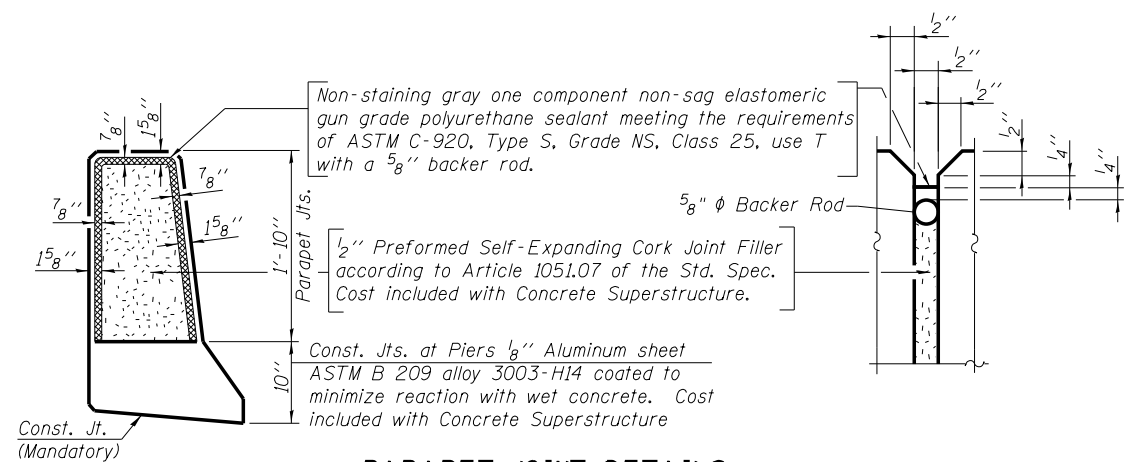 1/2"
1/2"
1/2"
1/2"
1/4"
1/4"
Non-staining gray one component non-sag elastomeric
gun grade polyurethane sealant meeting the requirements
of ASTM C-920, Type S, Grade NS, Class 25, use T
with a 5/8" backer rod.
7/8"
1 5/8"
7/8"
7/8"
1 5/8"
1 5/8"
1'-10"
Parapet Jts.
5/8" φ Backer Rod
1/2" Preformed Self-Expanding Cork Joint Filler
according to Article 1051.07 of the Std. Spec.
Cost included with Concrete Superstructure.
10"
Const. Jts. at Piers 1/8" Aluminum sheet
ASTM B 209 alloy 3003-H14 coated to
minimize reaction with wet concrete. Cost
included with Concrete Superstructure
Const. Jt.
(Mandatory)
PARAPET JOINT DETAILS